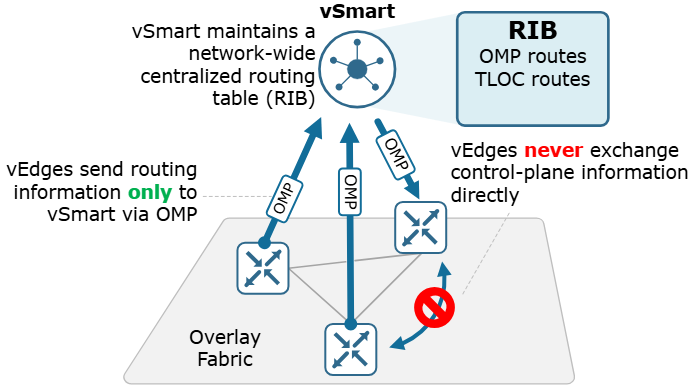 vSmart
vSmart maintains a
network-wide
centralized routing
table (RIB)
RIB
OMP routes
TLOC routes
vEdges send routing
information only to
vSmart via OMP
OMP
OMP
OMP
vEdges never exchange
control-plane information
directly
Overlay
Fabric